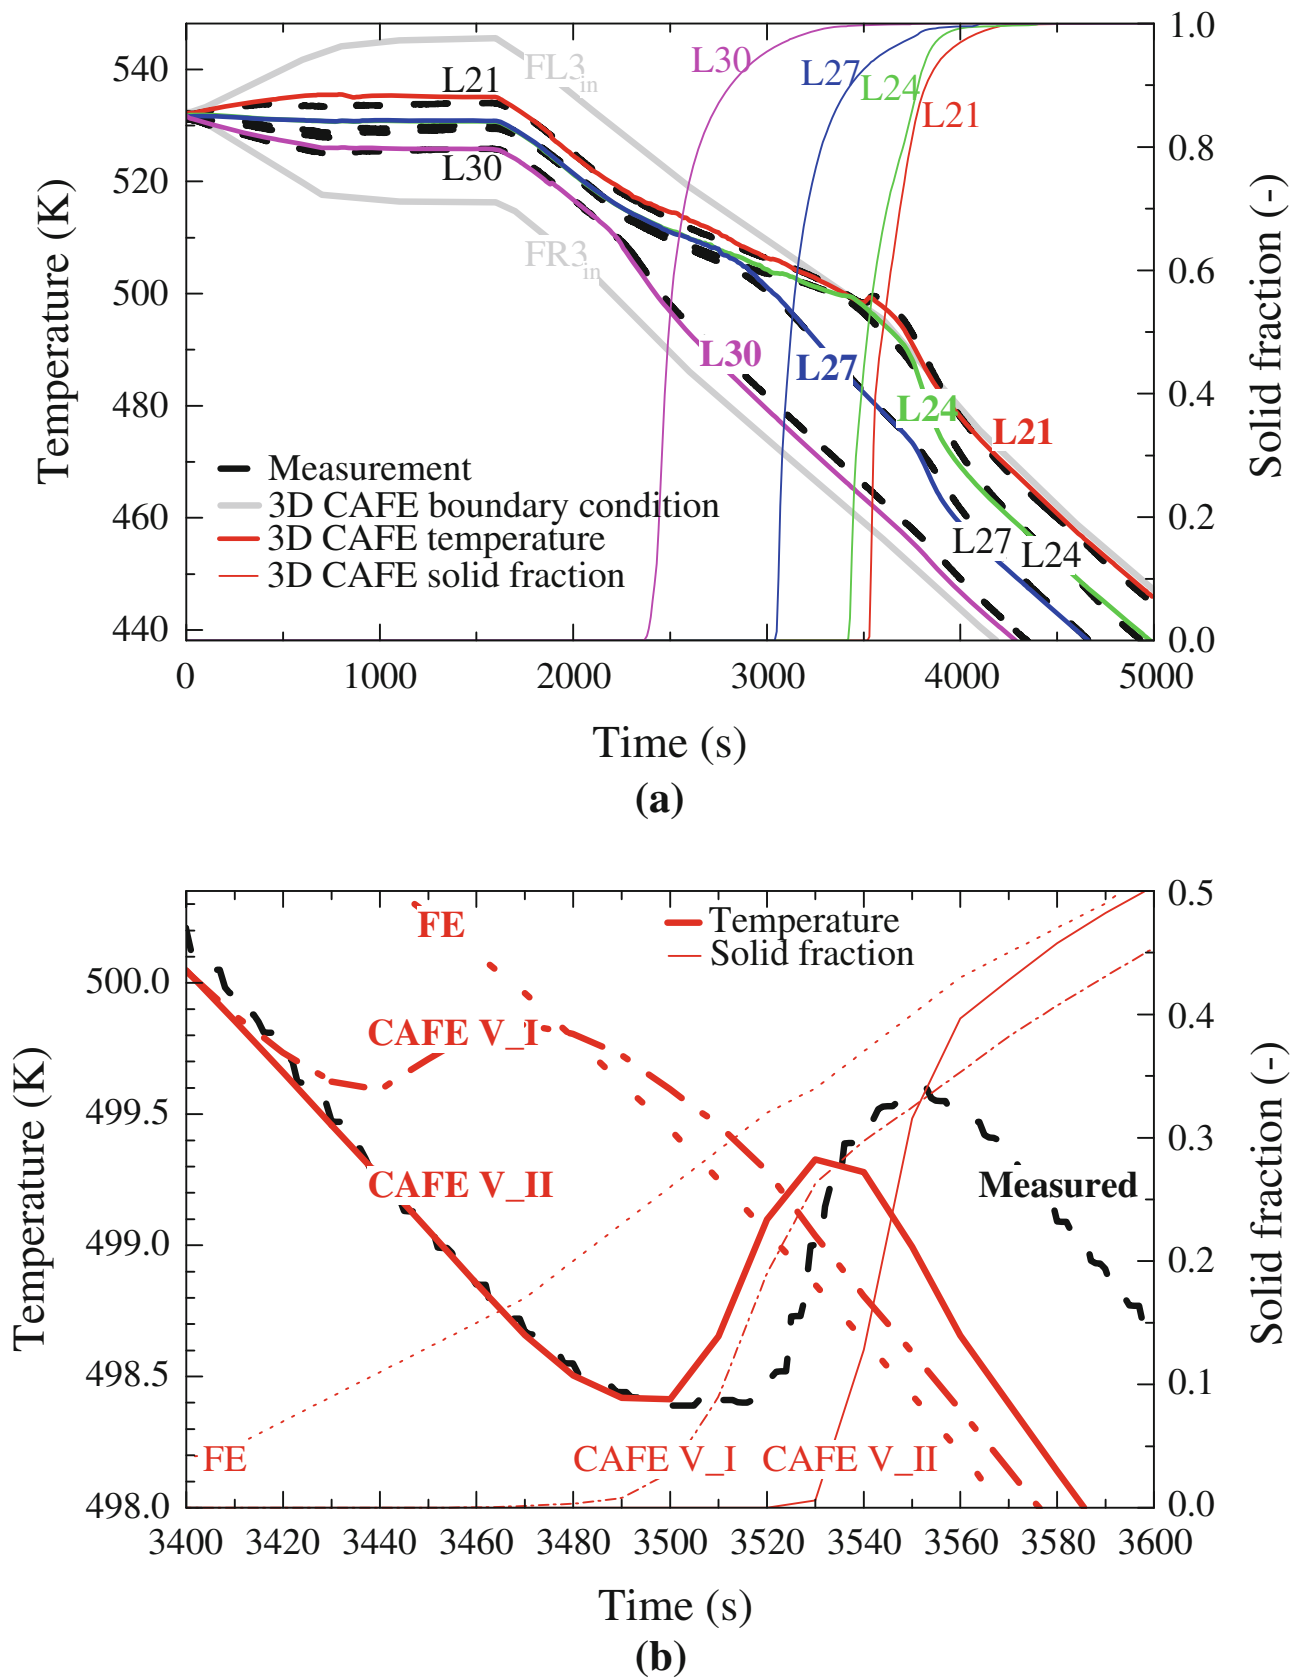 540
520
500
480
460
440
Temperature (K)
1.0
0.8
0.6
0.4
0.2
0.0
Solid fraction (-)
L21
L30
FL3in
FR3in
L30
L27
L24
L21
L30
L27
L24
L21
L27
L24
Measurement
3D CAFE boundary condition
3D CAFE temperature
3D CAFE solid fraction
0 1000 2000 3000 4000 5000
Time (s)
(a)
500.0
499.5
499.0
498.5
498.0
Temperature (K)
0.5
0.4
0.3
0.2
0.1
0.0
Solid fraction (-)
FE
Temperature
Solid fraction
CAFE V_I
CAFE V_II
Measured
FE
CAFE V_I
CAFE V_II
3400 3420 3440 3460 3480 3500 3520 3540 3560 3580 3600
Time (s)
(b)